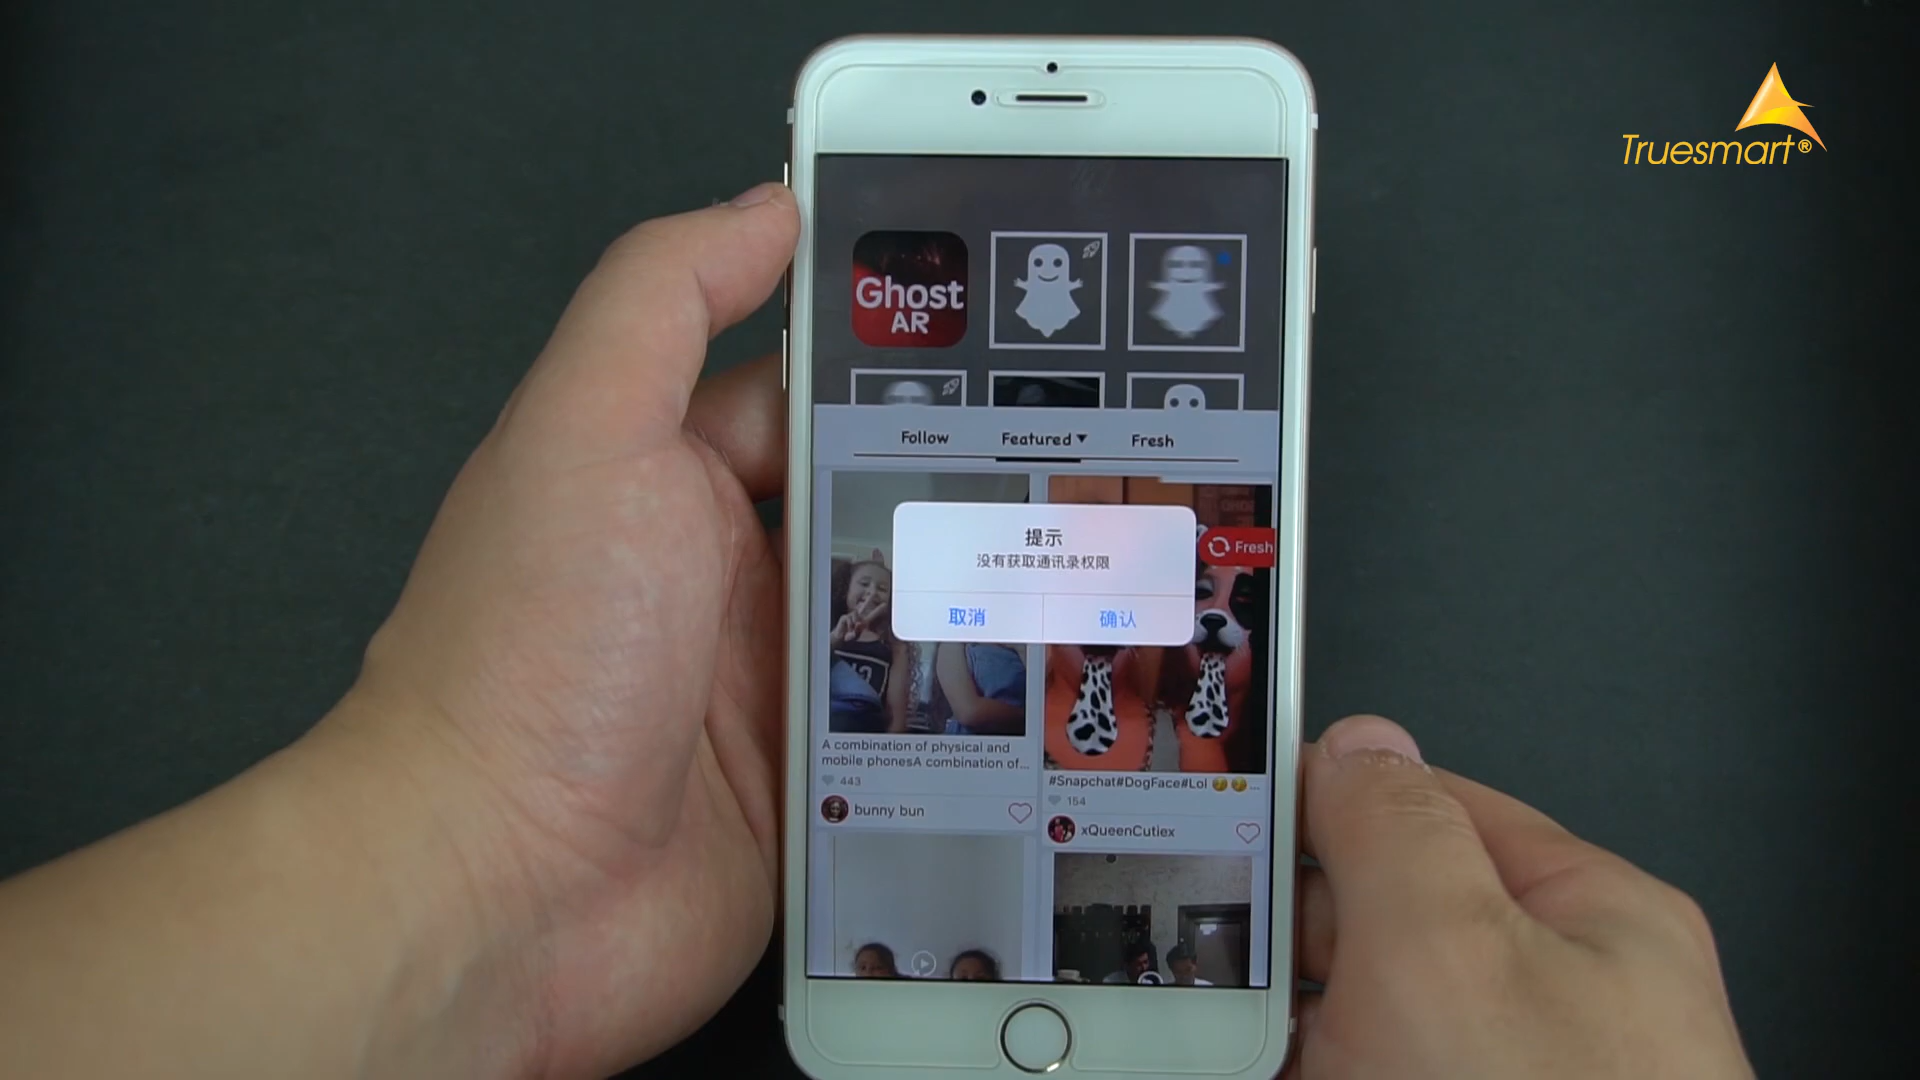 Truesmart®
Ghost
AR
Follow
Featured ▼
Fresh
提示
没有获取通讯录权限
取消
确认
Fresh
A combination of physical and
mobile phonesA combination of...
443
bunny bun
#Snapchat#DogFace#Lol 😚😚...
154
xQueenCutiex